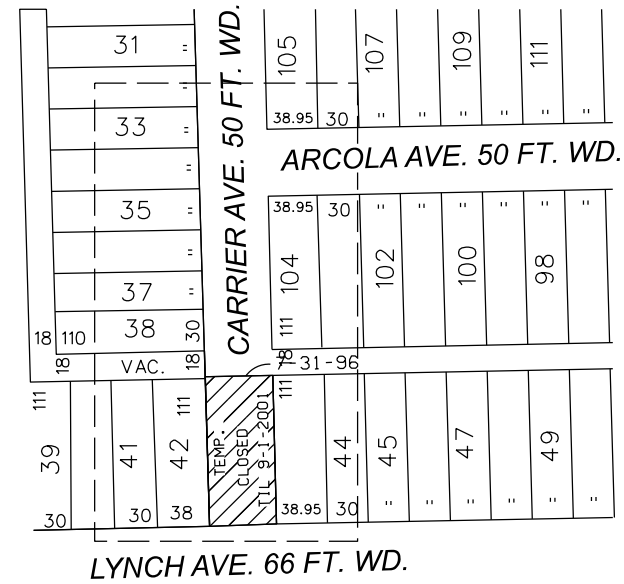 31 "
CARRIER AVE. 50 FT. WD.
105
107
109
111
"
33 "
38.95 30 " " " " " "
ARCOLA AVE. 50 FT. WD.
"
35 "
38.95 30 " " " " " "
"
104
102
100
98
37 "
18 110 38 30
111
18 VAC. 18
18
7-31-96
111
111
111
39
41
42
TEMP.
CLOSED
TIL 9-1-2001
44
45
47
49
30 30 38 38.95 30 " " " " " "
LYNCH AVE. 66 FT. WD.